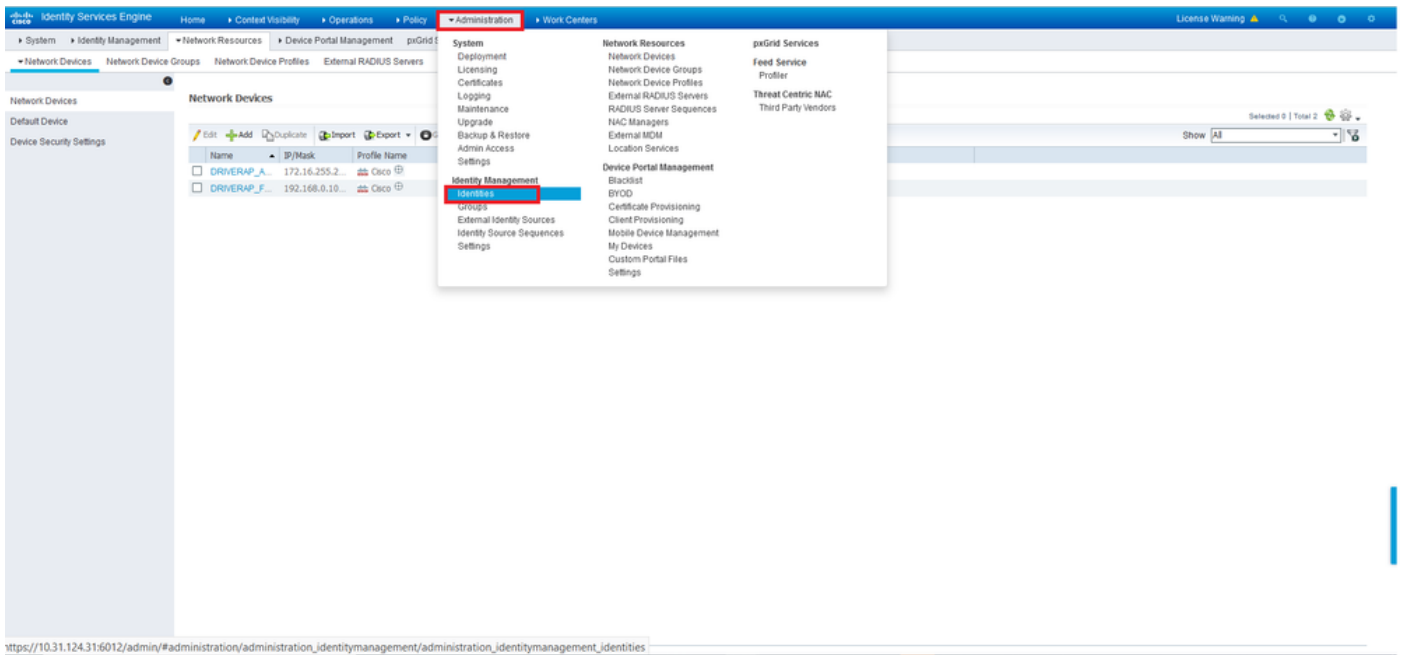 cisco Identity Services Engine Home Context Visibility Operations Policy Administration Work Centers License Warning
System Identity Management Network Resources Device Portal Management pxGrid S
Network Devices Network Device Groups Network Device Profiles External RADIUS Servers
Network Devices
Default Device
Device Security Settings
Network Devices
Selected 0 | Total 2
Edit Add Duplicate Import Export G
Show All
Name IP/Mask Profile Name
DRIVERAP_A... 172.16.255.2... Cisco
DRIVERAP_F... 192.168.0.10... Cisco
System
Deployment
Licensing
Certificates
Logging
Maintenance
Upgrade
Backup & Restore
Admin Access
Settings
Identity Management
Identities
Groups
External Identity Sources
Identity Source Sequences
Settings
Network Resources
Network Devices
Network Device Groups
Network Device Profiles
External RADIUS Servers
RADIUS Server Sequences
NAC Managers
External MDM
Location Services
Device Portal Management
Blacklist
BYOD
Certificate Provisioning
Client Provisioning
Mobile Device Management
My Devices
Custom Portal Files
Settings
pxGrid Services
Feed Service
Profiler
Threat Centric NAC
Third Party Vendors
https://10.31.124.31:6012/admin/#administration/administration_identitymanagement/administration_identitymanagement_identities